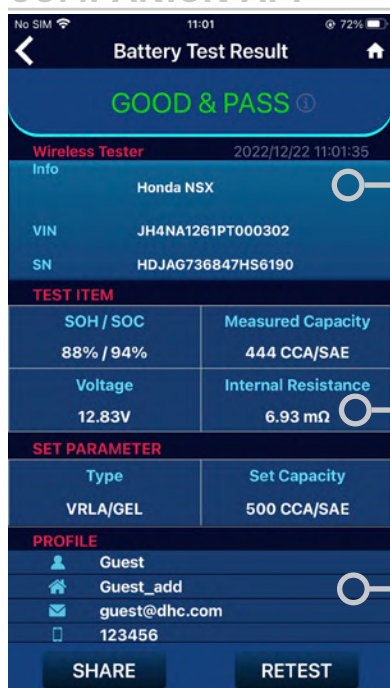 No SIM 11:01 72%
Battery Test Result
GOOD & PASS
Wireless Tester 2022/12/22 11:01:35
Info
Honda NSX
VIN JH4NA1261PT000302
SN HDJAG736847HS6190
TEST ITEM
SOH / SOC Measured Capacity
88% / 94% 444 CCA/SAE
Voltage Internal Resistance
12.83V 6.93 mΩ
SET PARAMETER
Type Set Capacity
VRLA/GEL 500 CCA/SAE
PROFILE
Guest
Guest_add
guest@dhc.com
123456
SHARE RETEST